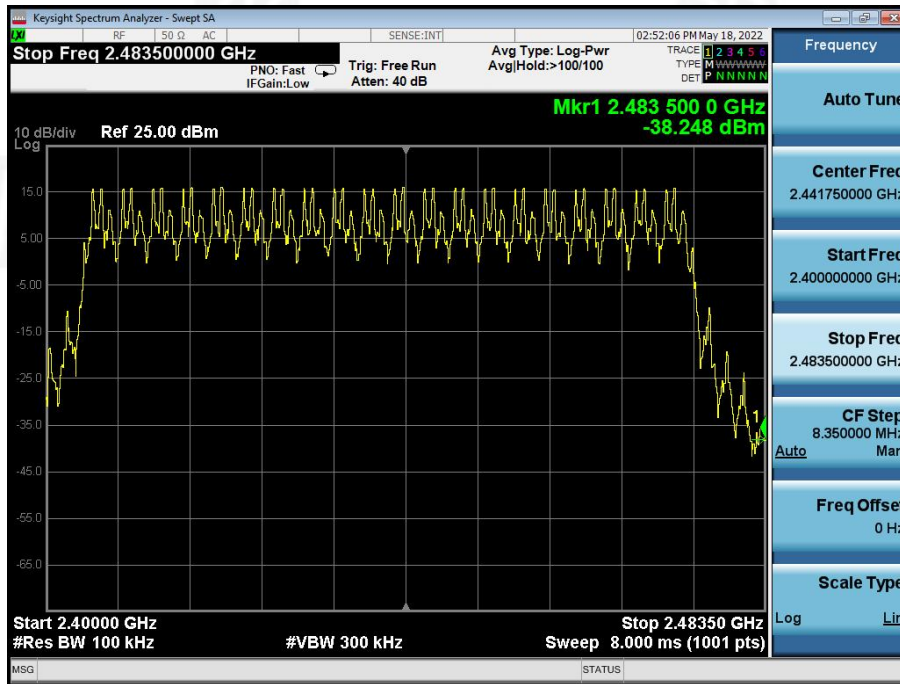 Keysight Spectrum Analyzer - Swept SA
LXI RF 50 Ω AC SENSE:INT 02:52:06 PM May 18, 2022
Stop Freq 2.483500000 GHz
PNO: Fast
IFGain:Low
Trig: Free Run
Atten: 40 dB
Avg Type: Log-Pwr
Avg|Hold:>100/100
TRACE 1 2 3 4 5 6
TYPE M WWWWW
DET P N N N N N
Mkr1 2.483 500 0 GHz
-38.248 dBm
10 dB/div Ref 25.00 dBm
Log
15.0
5.00
-5.00
-15.0
-25.0
-35.0
-45.0
-55.0
-65.0
1
Start 2.40000 GHz Stop 2.48350 GHz
#Res BW 100 kHz #VBW 300 kHz Sweep 8.000 ms (1001 pts)
MSG STATUS
Frequency
Auto Tune
Center Freq
2.441750000 GHz
Start Freq
2.400000000 GHz
Stop Freq
2.483500000 GHz
CF Step
8.350000 MHz
Auto Man
Freq Offset
0 Hz
Scale Type
Log Lin